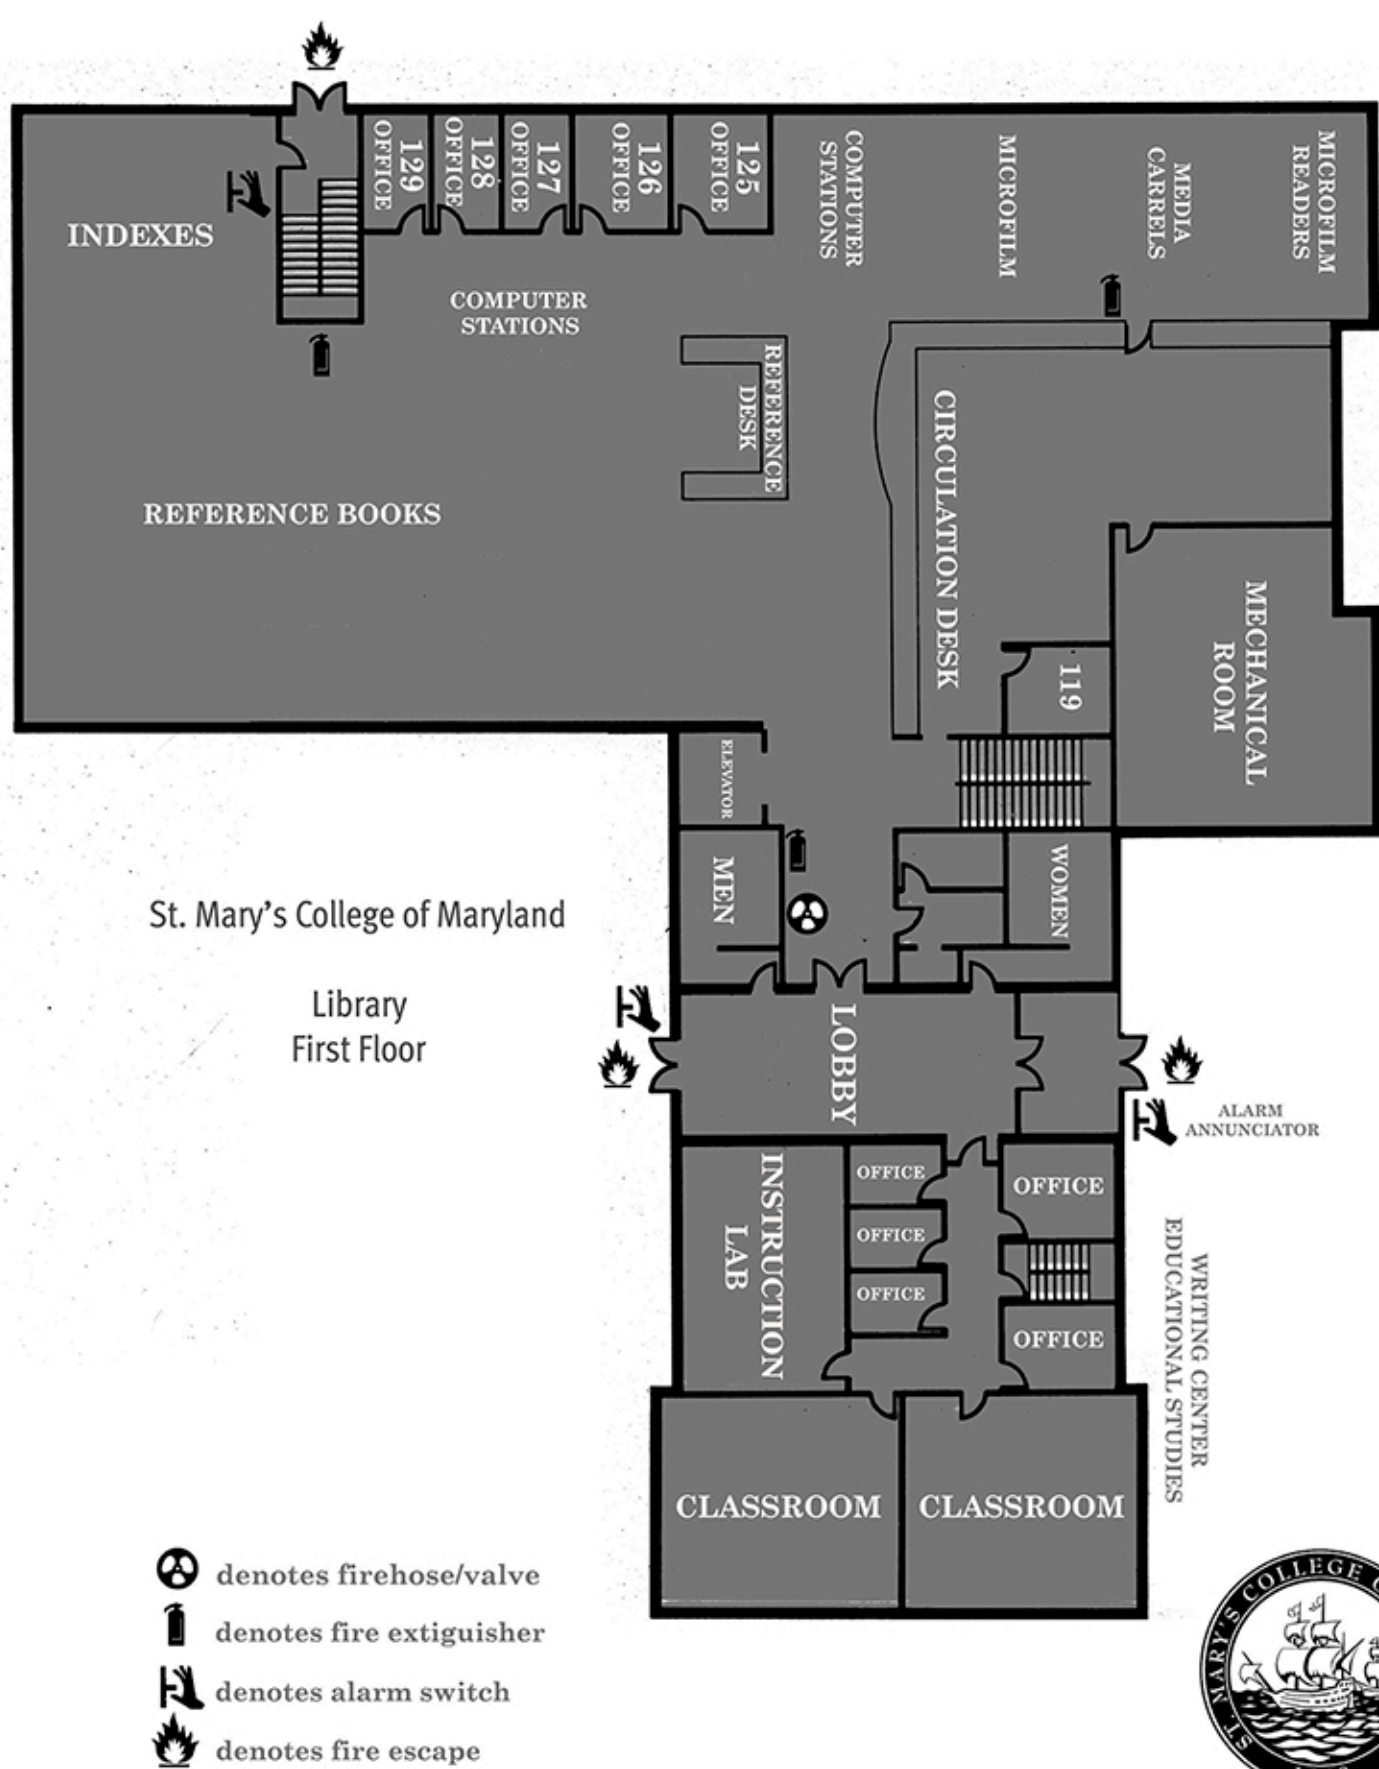 129
OFFICE
128
OFFICE
127
OFFICE
126
OFFICE
125
OFFICE
COMPUTER
STATIONS
MICROFILM
MEDIA
CARRELS
MICROFILM
READERS
INDEXES
COMPUTER
STATIONS
REFERENCE
DESK
CIRCULATION DESK
REFERENCE BOOKS
MECHANICAL
ROOM
119
ELEVATOR
MEN
WOMEN
St. Mary's College of Maryland
Library
First Floor
LOBBY
ALARM
ANNUNCIATOR
INSTRUCTION
LAB
OFFICE
OFFICE
OFFICE
OFFICE
OFFICE
WRITING CENTER
EDUCATIONAL STUDIES
CLASSROOM
CLASSROOM
denotes firehose/valve
denotes fire extiguisher
denotes alarm switch
denotes fire escape
ST. MARY'S COLLEGE